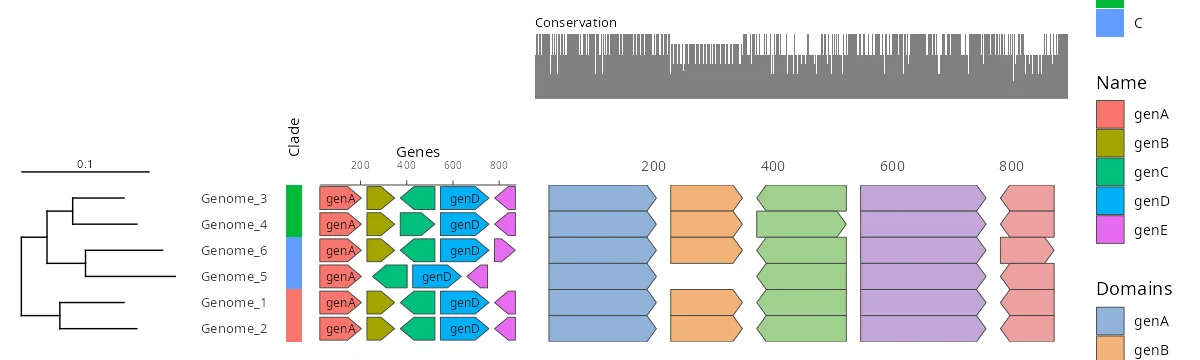 Conservation
C
Name
genA
genB
genC
genD
genE
Clade
Genes
0.1
200 400 600 800
200 400 600 800
Genome_3 genA genD
Genome_4 genA genD
Genome_6 genA genD
Genome_5 genA genD
Genome_1 genA genD
Genome_2 genA genD
Domains
genA
genB